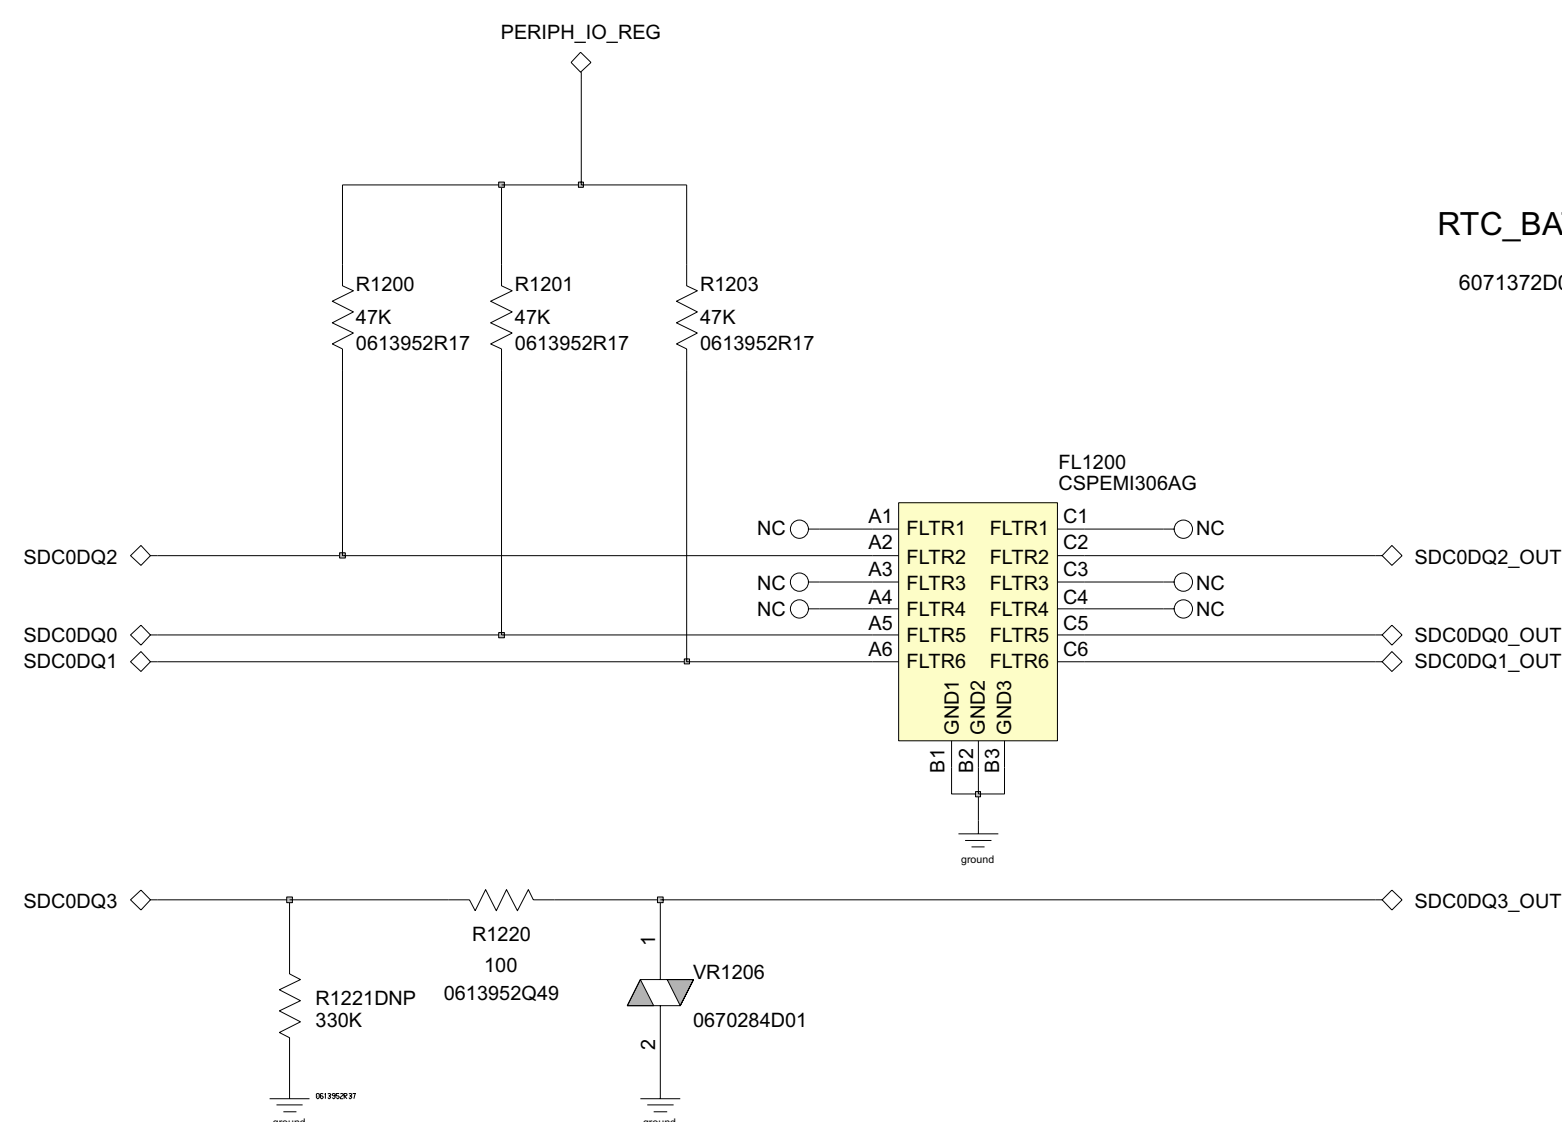 PERIPH_IO_REG
RTC_BA
6071372D0
R1200
47K
0613952R17
R1201
47K
0613952R17
R1203
47K
0613952R17
FL1200
CSPEMI306AG
NC A1 FLTR1 FLTR1 C1 NC
SDC0DQ2 A2 FLTR2 FLTR2 C2 SDC0DQ2_OUT
NC A3 FLTR3 FLTR3 C3 NC
NC A4 FLTR4 FLTR4 C4 NC
SDC0DQ0 A5 FLTR5 FLTR5 C5 SDC0DQ0_OUT
SDC0DQ1 A6 FLTR6 FLTR6 C6 SDC0DQ1_OUT
GND1
GND2
GND3
B1
B2
B3
ground
SDC0DQ3
SDC0DQ3_OUT
R1220
100
0613952Q49
R1221DNP
330K
0613952R37
ground
1
VR1206
0670284D01
2
ground